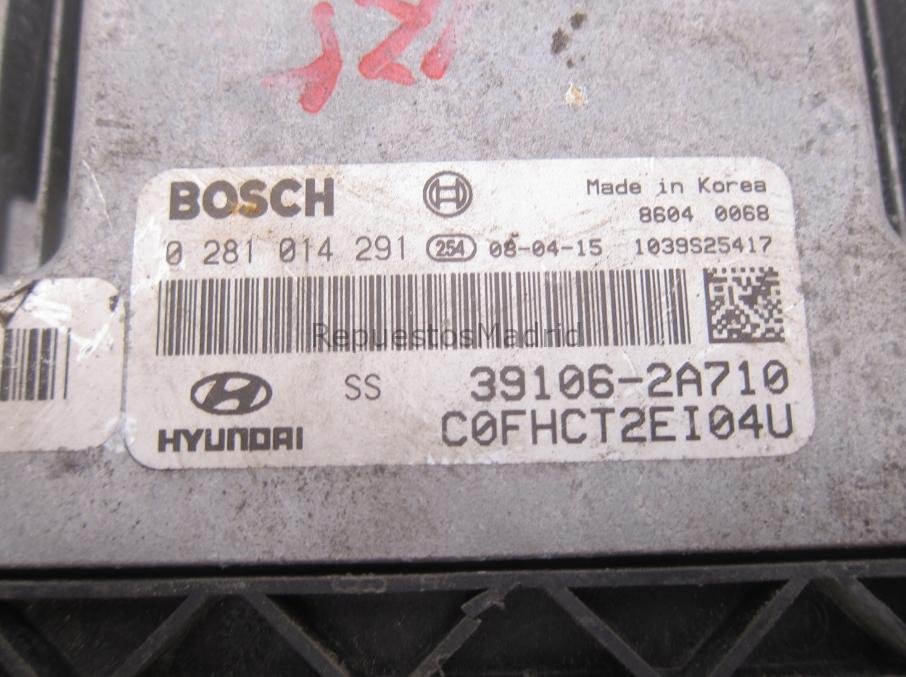 BOSCH
Made in Korea
8604 0068
0 281 014 291 254 08-04-15 1039S25417
RepuestosMadrid
SS 39106-2A710
HYUNDAI C0FHCT2EI04U